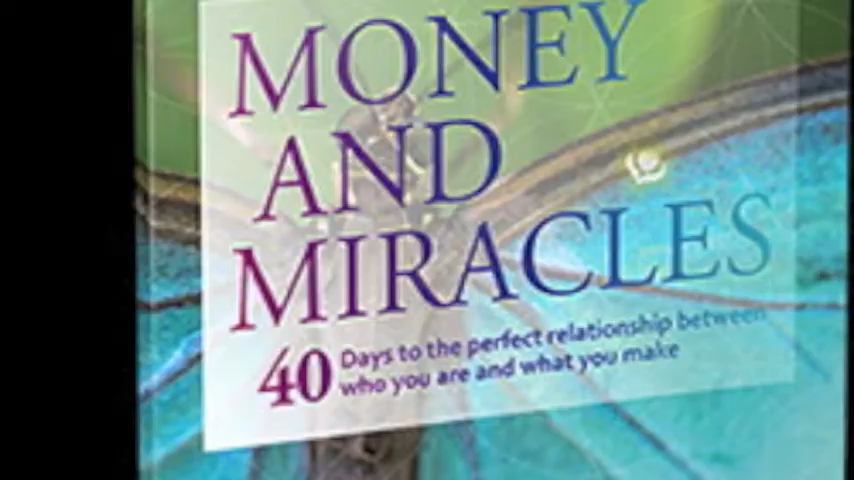 MONEY
AND
MIRACLES
40 Days to the perfect relationship between
who you are and what you make